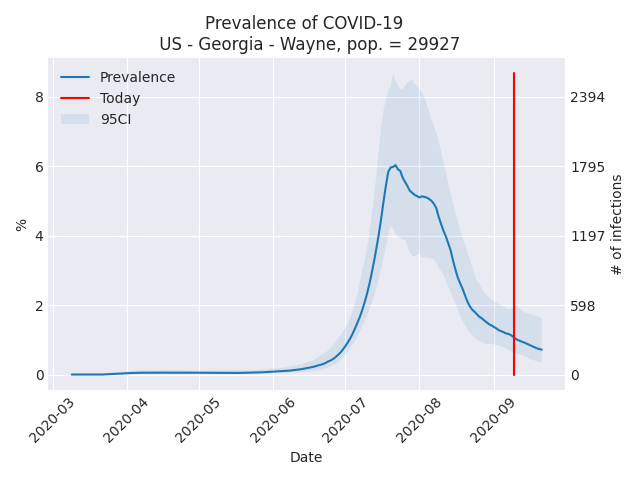 Prevalence of COVID-19
US - Georgia - Wayne, pop. = 29927
Prevalence
Today
95CI
%
8
6
4
2
0
2394
1795
1197
598
0
# of infections
2020-03
2020-04
2020-05
2020-06
2020-07
2020-08
2020-09
Date